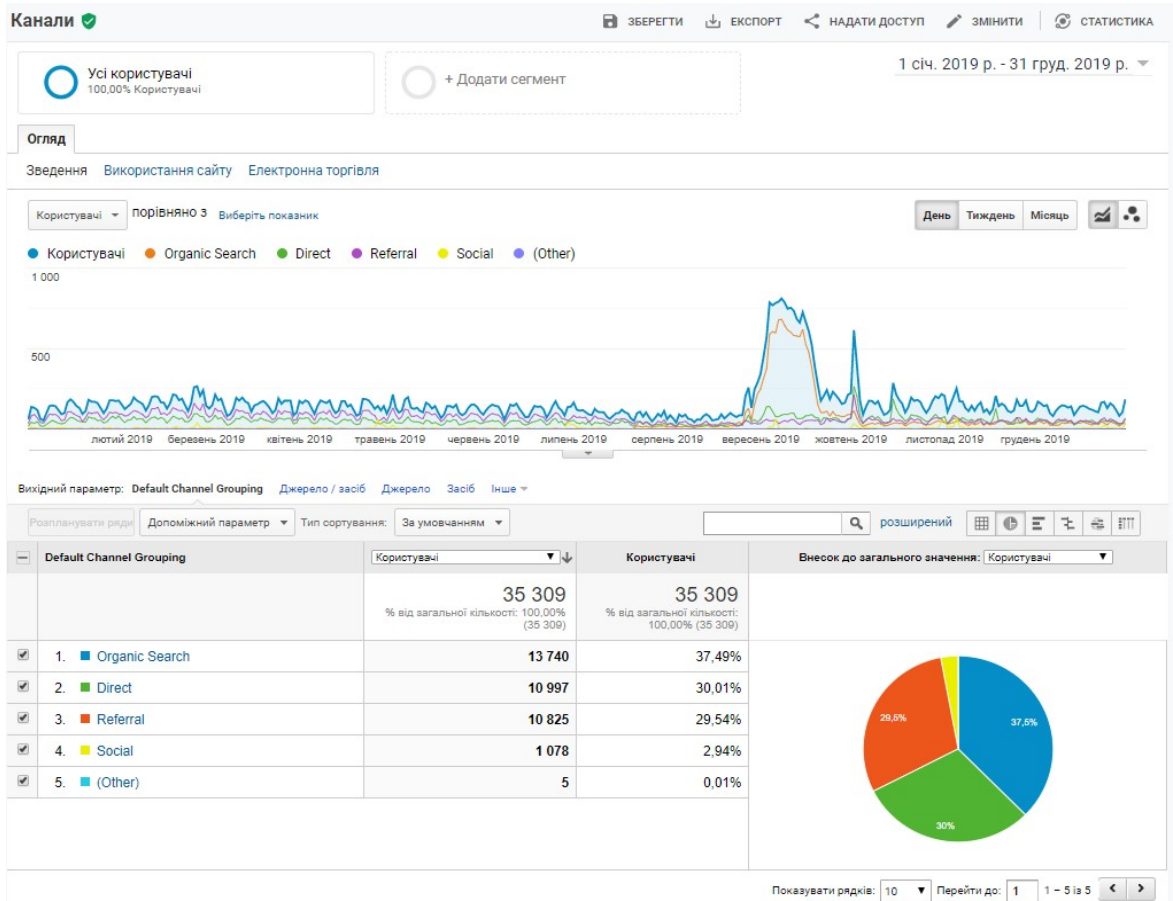 Канали
ЗБЕРЕГТИ ЕКСПОРТ НАДАТИ ДОСТУП ЗМІНИТИ СТАТИСТИКА
Усі користувачі
100,00% Користувачі
+ Додати сегмент
1 січ. 2019 р. - 31 груд. 2019 р.
Огляд
Зведення Використання сайту Електронна торгівля
Користувачі порівняно з Виберіть показник
День Тиждень Місяць
Користувачі Organic Search Direct Referral Social (Other)
1 000
500
лютий 2019 березень 2019 квітень 2019 травень 2019 червень 2019 липень 2019 серпень 2019 вересень 2019 жовтень 2019 листопад 2019 грудень 2019
Вихідний параметр: Default Channel Grouping Джерело / засіб Джерело Засіб Інше
Розпланувати ряди Допоміжний параметр Тип сортування: За умовчанням розширений
Default Channel Grouping Користувачі Користувачі Внесок до загального значення: Користувачі
35 309 35 309
% від загальної кількості: 100,00% (35 309) % від загальної кількості: 100,00% (35 309)
1. Organic Search 13 740 37,49%
2. Direct 10 997 30,01%
3. Referral 10 825 29,54%
4. Social 1 078 2,94%
5. (Other) 5 0,01%
29,5%
37,5%
30%
Показувати рядків: 10 Перейти до: 1 1 – 5 із 5